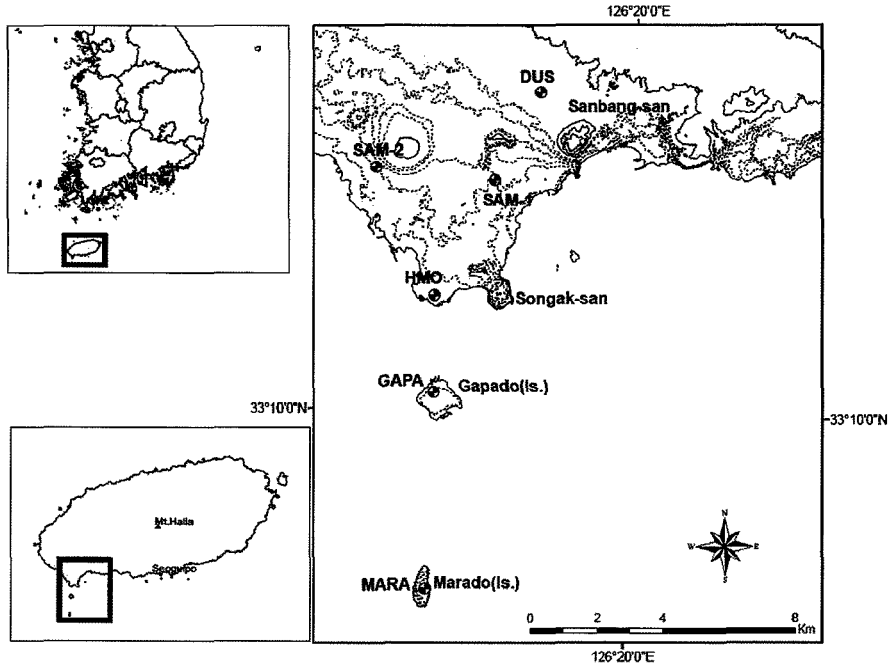 126°20'0"E
DUS
Sanbang-san
SAM-2
SAM-1
HMO
Songak-san
GAPA
Gapado(Is.)
33°10'0"N
33°10'0"N
Mt.Halla
Seogwipo
N
W
E
S
MARA
Marado(Is.)
0
2
4
8
Km
126°20'0"E